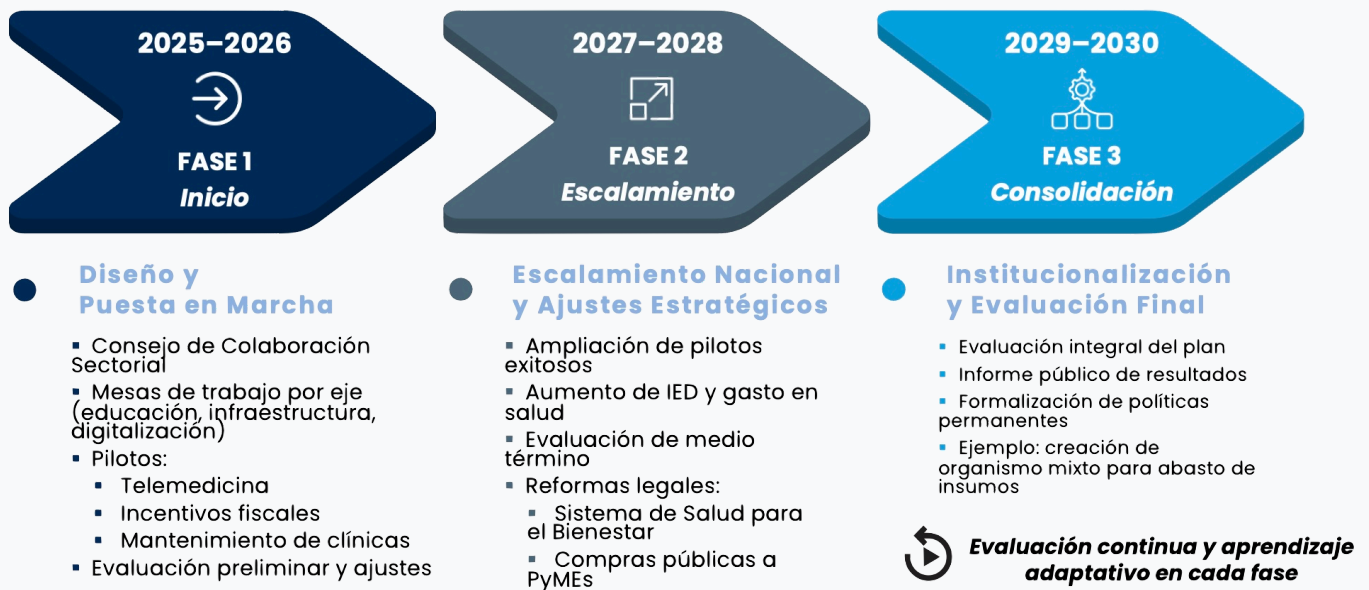 2025–2026
FASE 1
Inicio
2027–2028
FASE 2
Escalamiento
2029–2030
FASE 3
Consolidación
Diseño y
Puesta en Marcha
▪ Consejo de Colaboración
Sectorial
▪ Mesas de trabajo por eje
(educación, infraestructura,
digitalización)
▪ Pilotos:
▪ Telemedicina
▪ Incentivos fiscales
▪ Mantenimiento de clínicas
▪ Evaluación preliminar y ajustes
Escalamiento Nacional
y Ajustes Estratégicos
▪ Ampliación de pilotos
exitosos
▪ Aumento de IED y gasto en
salud
▪ Evaluación de medio
término
▪ Reformas legales:
▪ Sistema de Salud para
el Bienestar
▪ Compras públicas a
PyMEs
Institucionalización
y Evaluación Final
▪ Evaluación integral del plan
▪ Informe público de resultados
▪ Formalización de políticas
permanentes
▪ Ejemplo: creación de
organismo mixto para abasto de
insumos
Evaluación continua y aprendizaje
adaptativo en cada fase